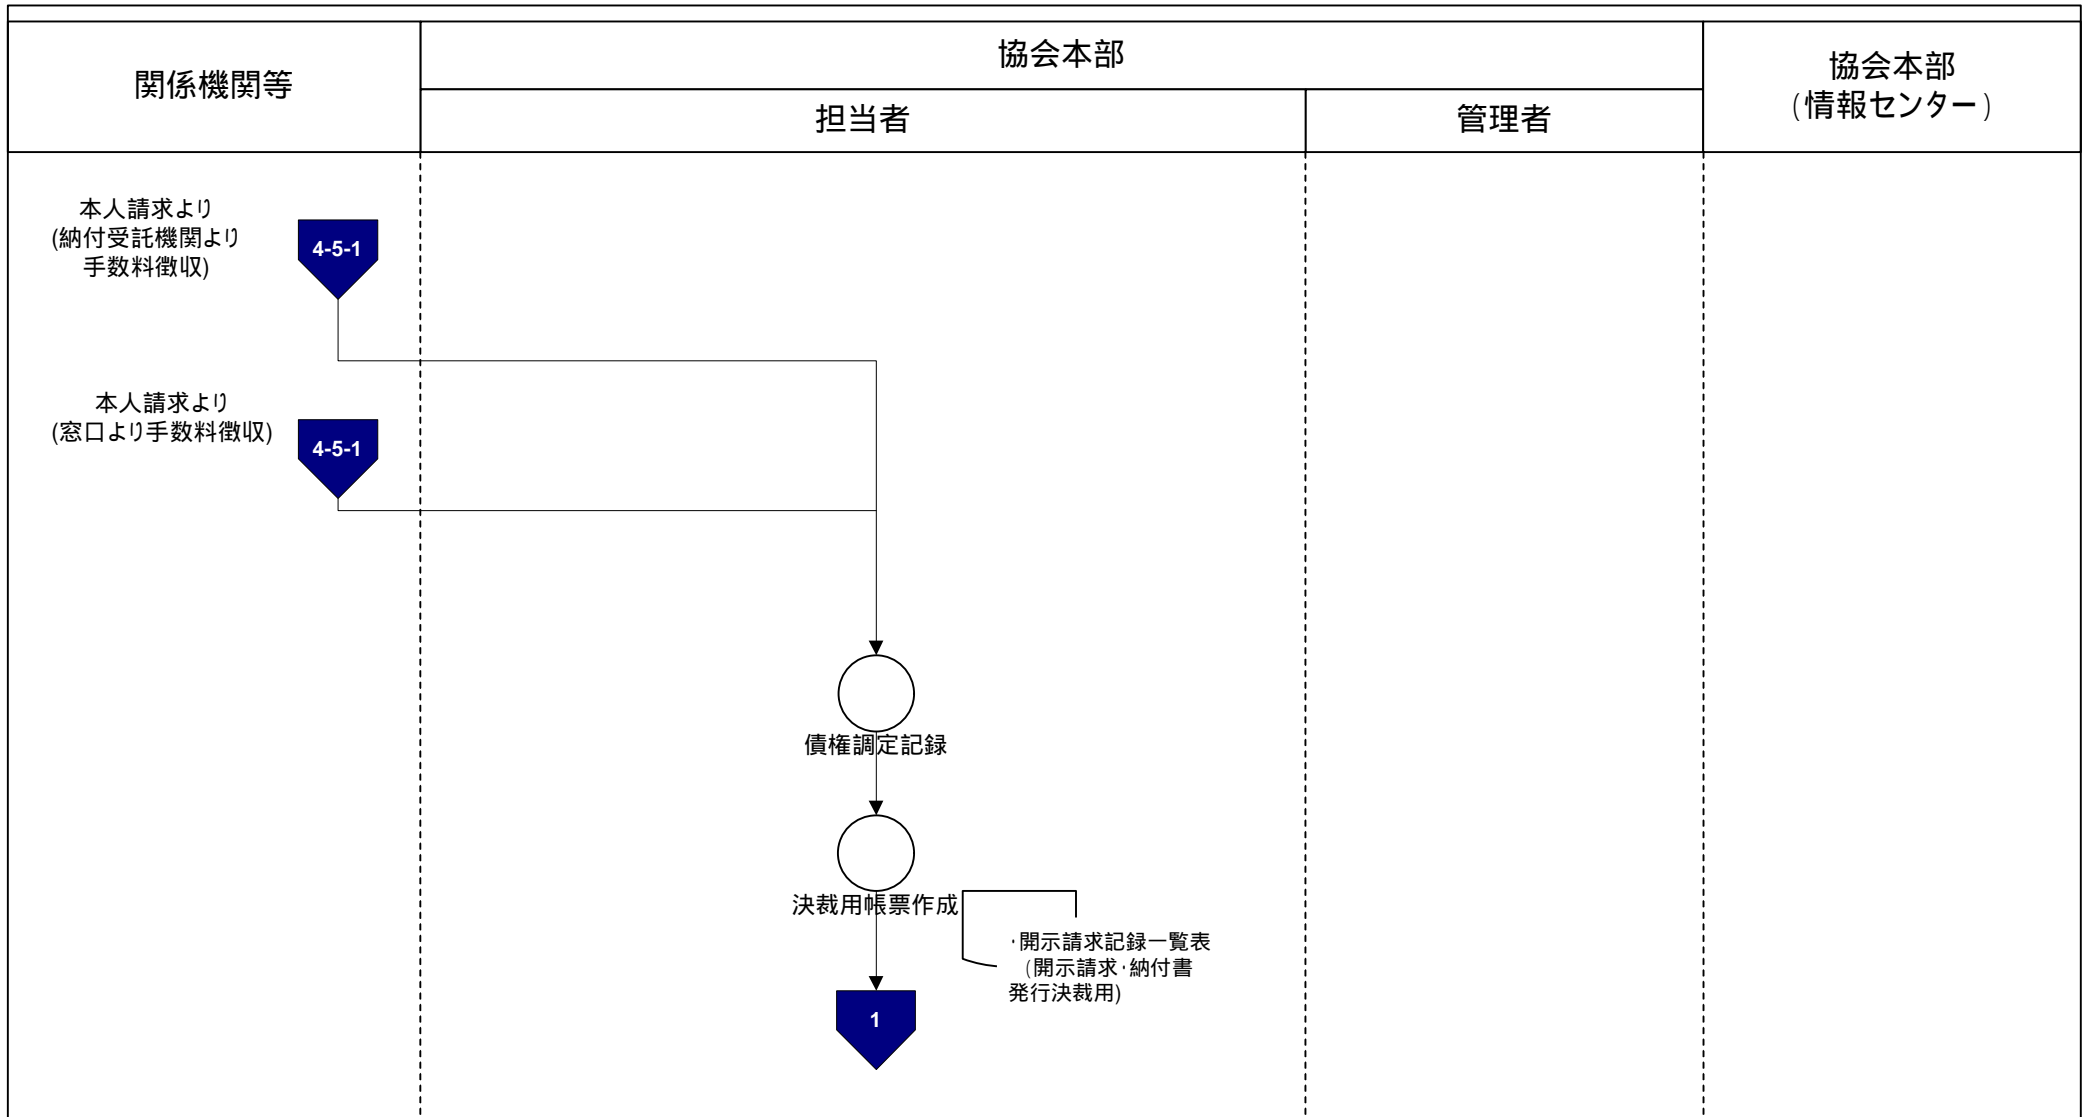 関係機関等
協会本部
担当者
管理者
協会本部
(情報センター)
本人請求より
(納付受託機関より
手数料徴収)
4-5-1
本人請求より
(窓口より手数料徴収)
4-5-1
債権調定記録
決裁用帳票作成
・開示請求記録一覧表
(開示請求・納付書
発行決裁用)
1